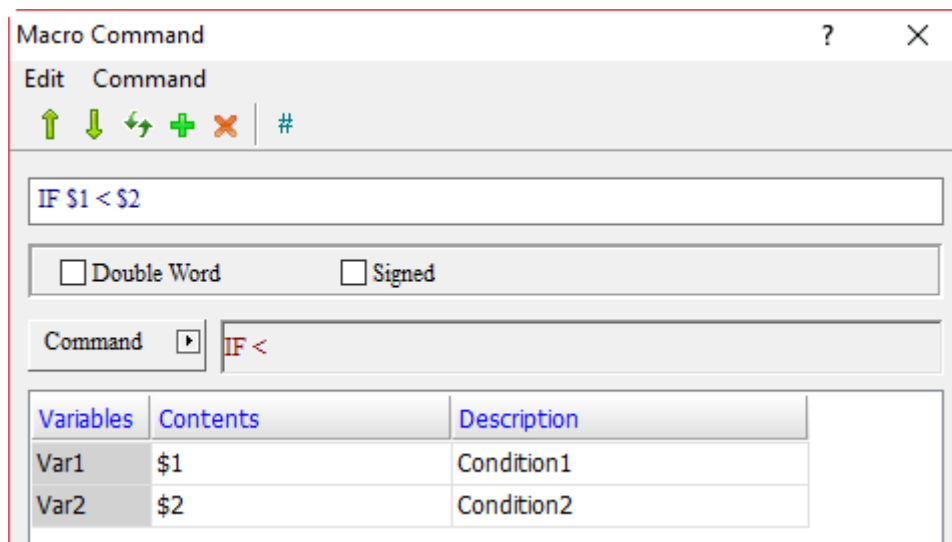 Macro Command ?
Edit Command
#
IF $1 < $2
Double Word Signed
Command IF <
Variables Contents Description
Var1 $1 Condition1
Var2 $2 Condition2